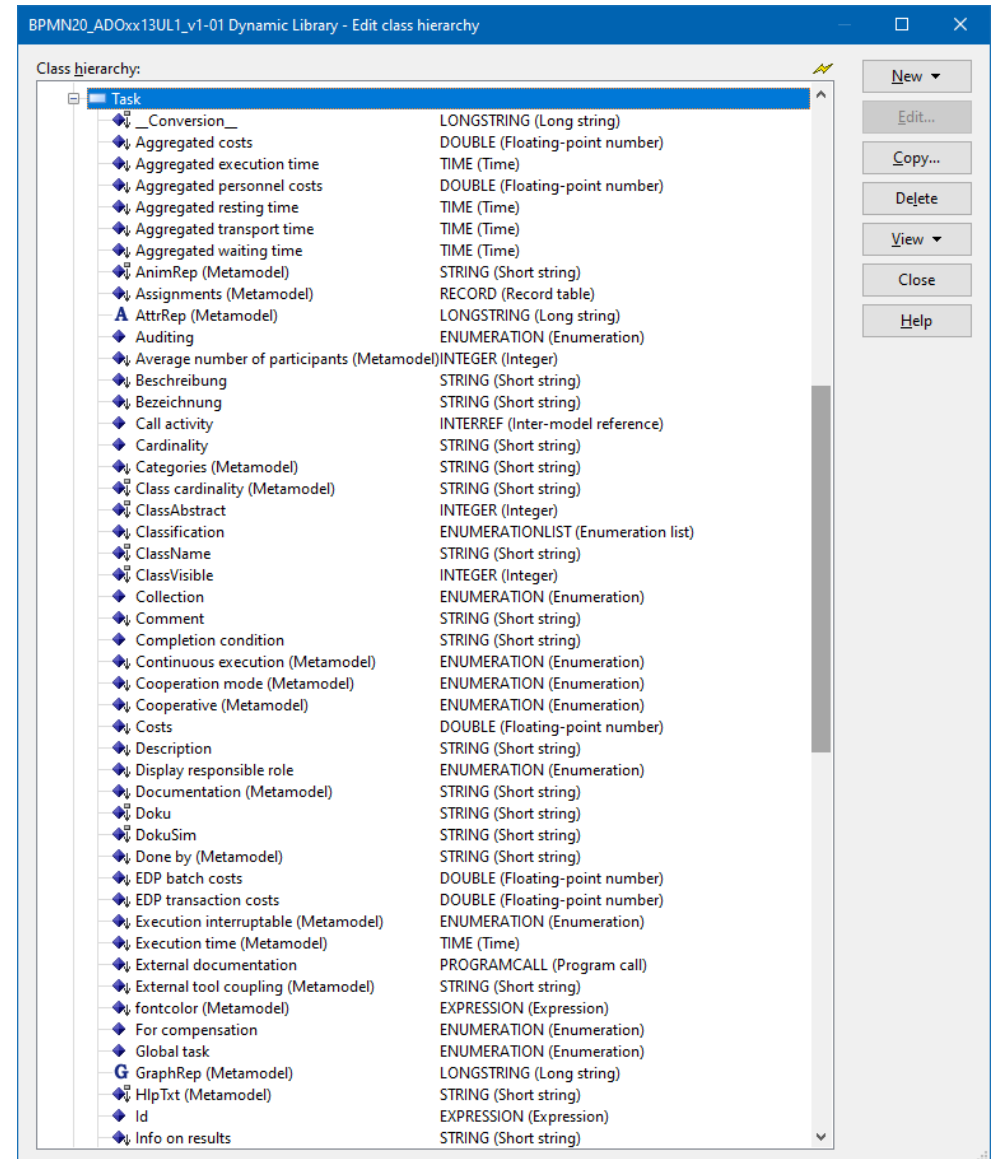 BPMN20_ADOxx13UL1_v1-01 Dynamic Library - Edit class hierarchy
Class hierarchy:
New
Task
__Conversion__ LONGSTRING (Long string)
Edit...
Aggregated costs DOUBLE (Floating-point number)
Aggregated execution time TIME (Time)
Copy...
Aggregated personnel costs DOUBLE (Floating-point number)
Aggregated resting time TIME (Time)
Delete
Aggregated transport time TIME (Time)
Aggregated waiting time TIME (Time)
View
AnimRep (Metamodel) STRING (Short string)
Close
Assignments (Metamodel) RECORD (Record table)
A AttrRep (Metamodel) LONGSTRING (Long string)
Help
Auditing ENUMERATION (Enumeration)
Average number of participants (Metamodel)INTEGER (Integer)
Beschreibung STRING (Short string)
Bezeichnung STRING (Short string)
Call activity INTERREF (Inter-model reference)
Cardinality STRING (Short string)
Categories (Metamodel) STRING (Short string)
Class cardinality (Metamodel) STRING (Short string)
ClassAbstract INTEGER (Integer)
Classification ENUMERATIONLIST (Enumeration list)
ClassName STRING (Short string)
ClassVisible INTEGER (Integer)
Collection ENUMERATION (Enumeration)
Comment STRING (Short string)
Completion condition STRING (Short string)
Continuous execution (Metamodel) ENUMERATION (Enumeration)
Cooperation mode (Metamodel) ENUMERATION (Enumeration)
Cooperative (Metamodel) ENUMERATION (Enumeration)
Costs DOUBLE (Floating-point number)
Description STRING (Short string)
Display responsible role ENUMERATION (Enumeration)
Documentation (Metamodel) STRING (Short string)
Doku STRING (Short string)
DokuSim STRING (Short string)
Done by (Metamodel) STRING (Short string)
EDP batch costs DOUBLE (Floating-point number)
EDP transaction costs DOUBLE (Floating-point number)
Execution interruptable (Metamodel) ENUMERATION (Enumeration)
Execution time (Metamodel) TIME (Time)
External documentation PROGRAMCALL (Program call)
External tool coupling (Metamodel) STRING (Short string)
fontcolor (Metamodel) EXPRESSION (Expression)
For compensation ENUMERATION (Enumeration)
Global task ENUMERATION (Enumeration)
G GraphRep (Metamodel) LONGSTRING (Long string)
HlpTxt (Metamodel) STRING (Short string)
Id EXPRESSION (Expression)
Info on results STRING (Short string)